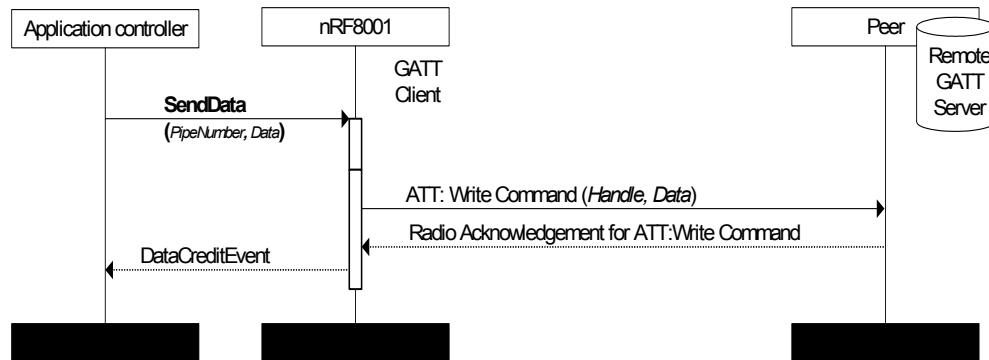 Application controller
nRF8001
Peer
Remote
GATT
Server
GATT
Client
SendData
(PipeNumber, Data)
ATT: Write Command (Handle, Data)
Radio Acknowledgement for ATT:Write Command
DataCreditEvent